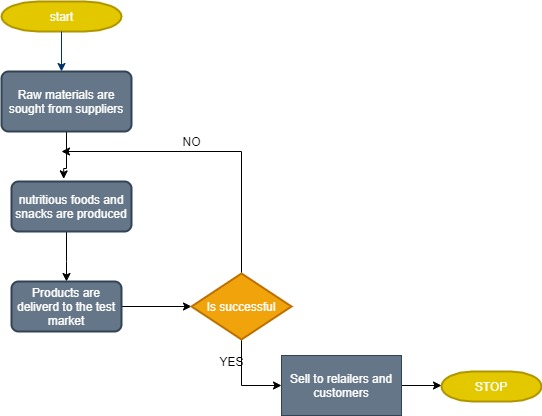 start
Raw materials are
sought from suppliers
NO
nutritious foods and
snacks are produced
Products are
deliverd to the test
market
is successful
YES
Sell to relailers and
customers
STOP